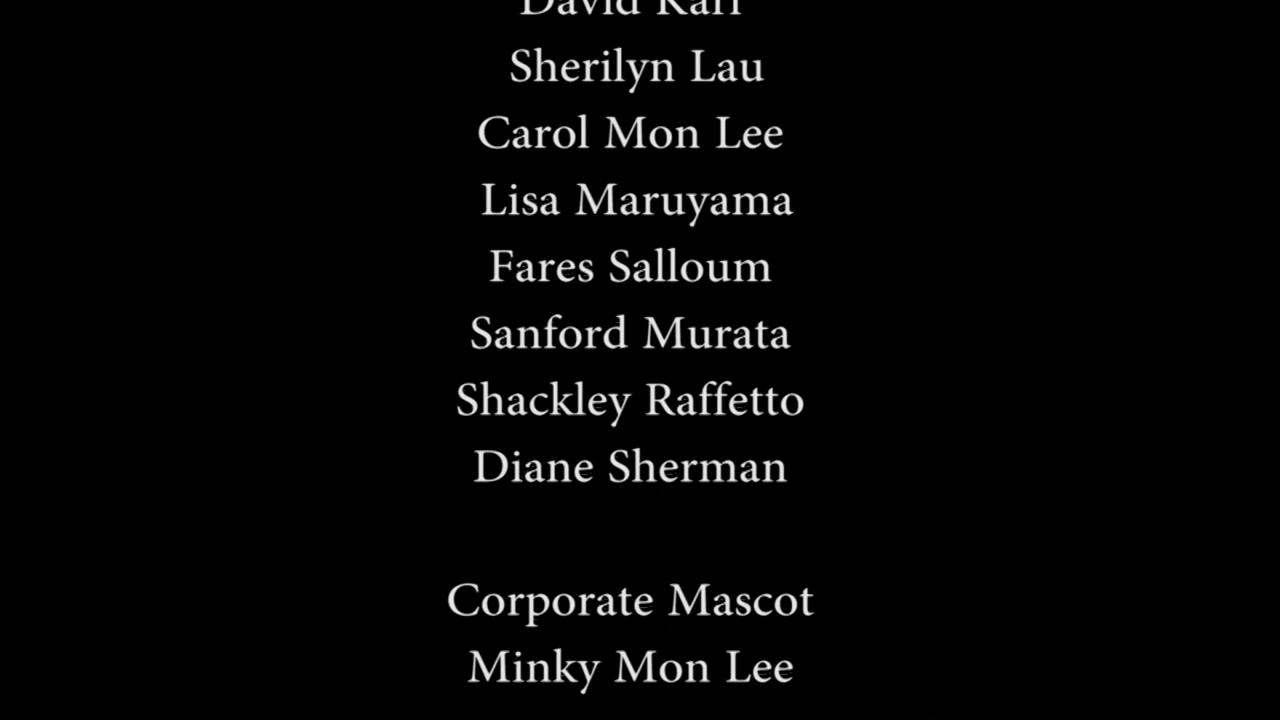 David
Sherilyn Lau
Carol Mon Lee
Lisa Maruyama
Fares Salloum
Sanford Murata
Shackley Raffetto
Diane Sherman
Corporate Mascot
Minky Mon Lee